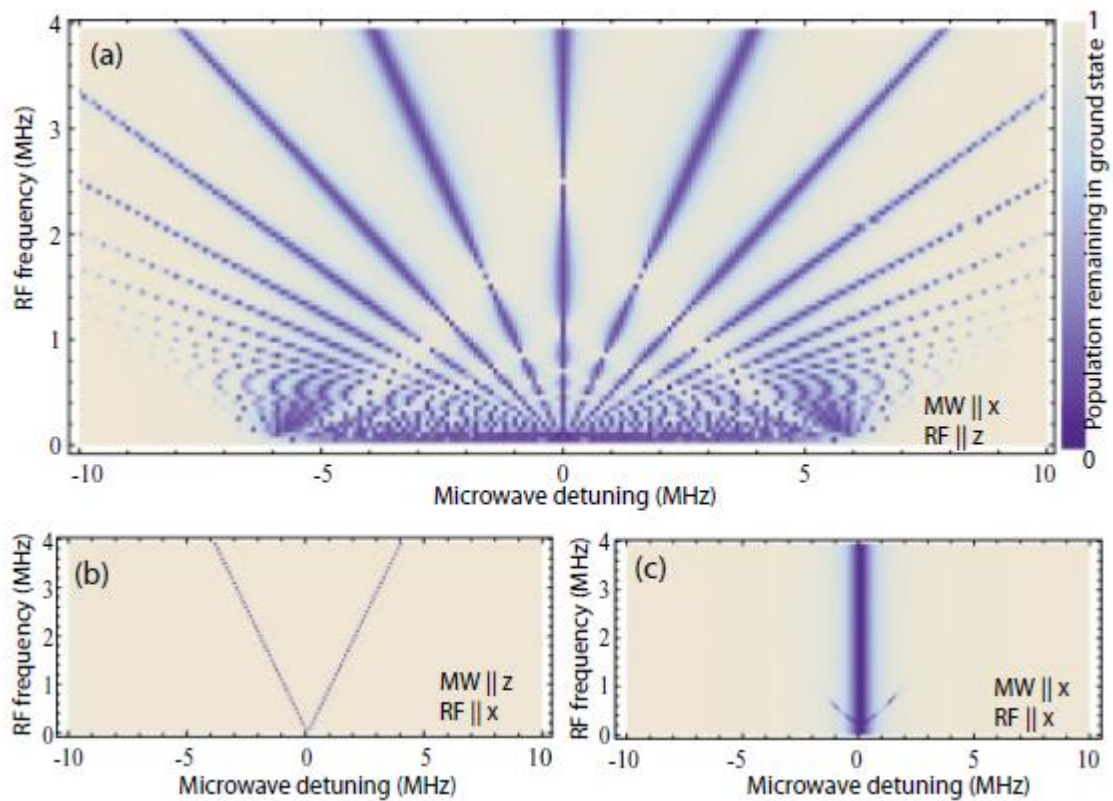 4
3
2
1
0
RF frequency (MHz)
(a)
MW || x
RF || z
-10
-5
0
5
10
Microwave detuning (MHz)
1
Population remaining in ground state
0
4
3
2
1
0
RF frequency (MHz)
(b)
MW || z
RF || x
-10
-5
0
5
10
Microwave detuning (MHz)
4
3
2
1
0
RF frequency (MHz)
(c)
MW || x
RF || x
-10
-5
0
5
10
Microwave detuning (MHz)